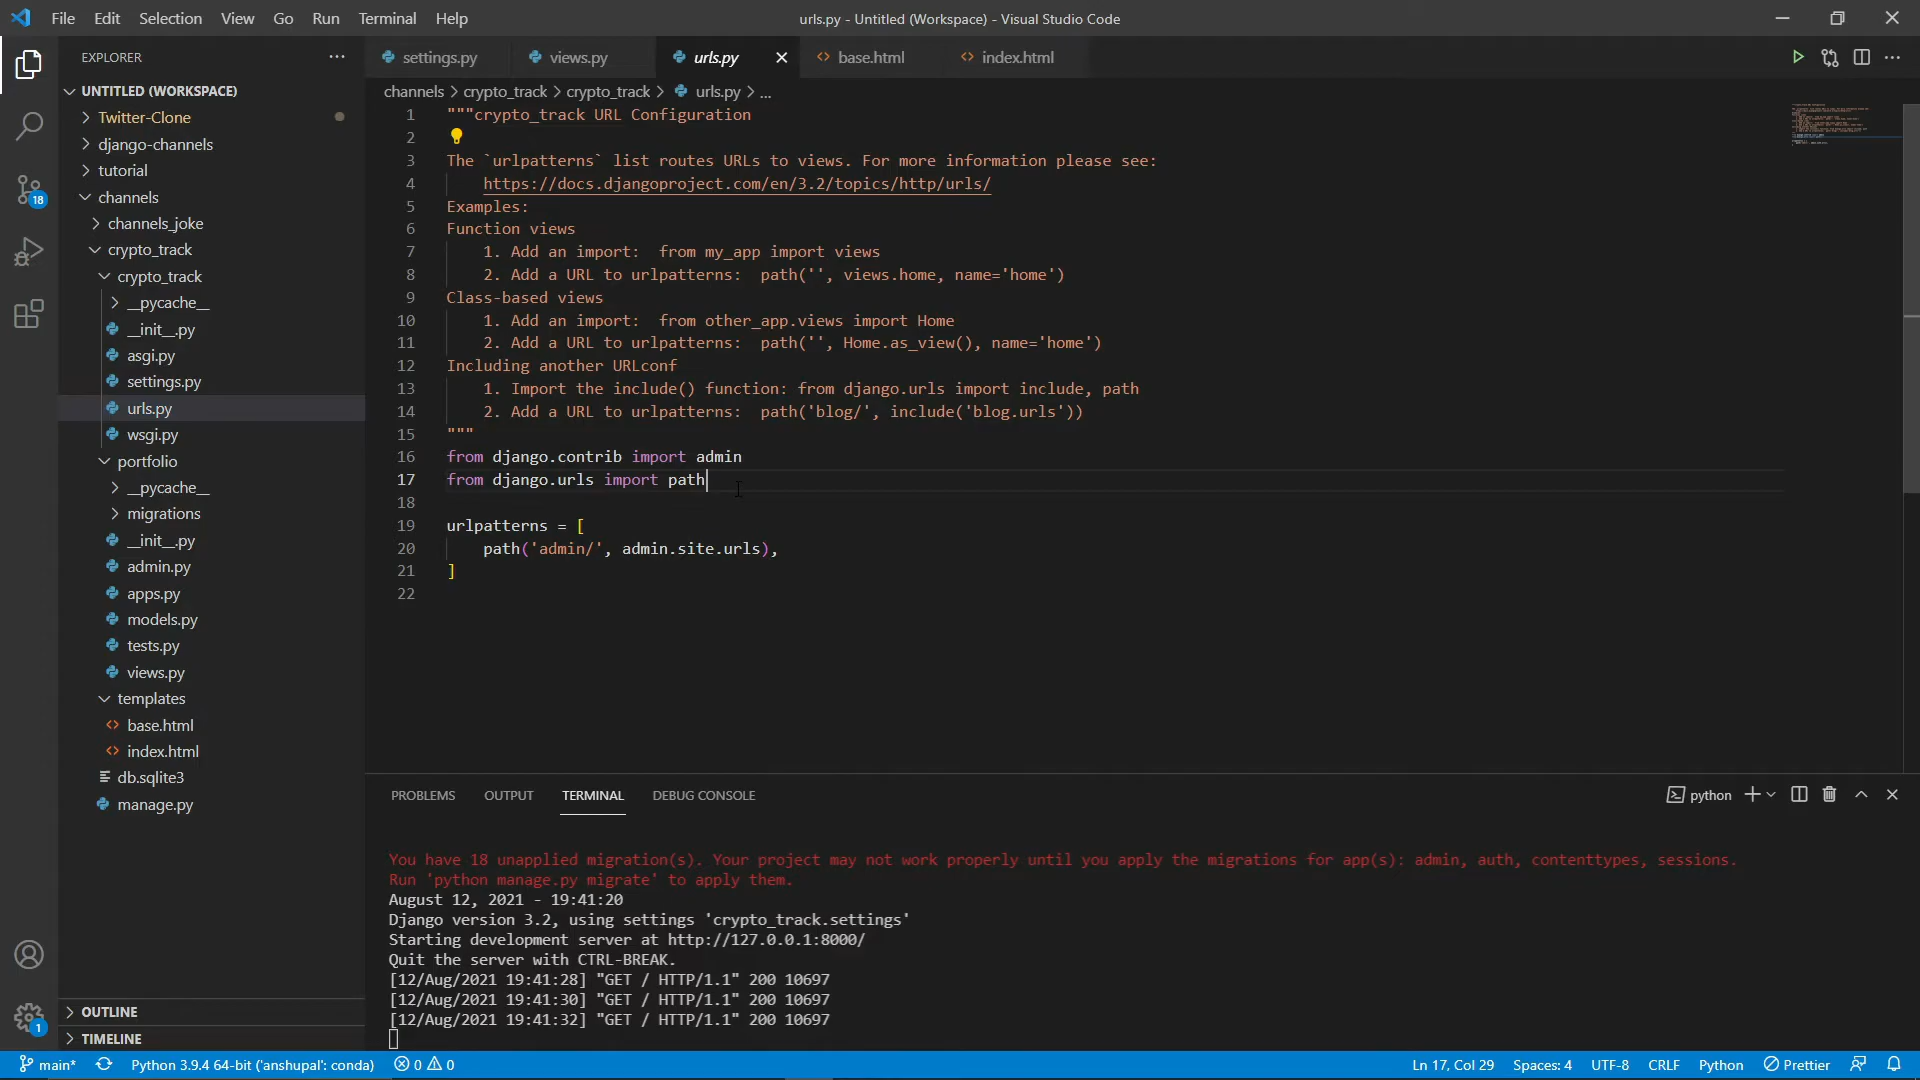 File Edit Selection View Go Run Terminal Help
urls.py - Untitled (Workspace) - Visual Studio Code
EXPLORER
UNTITLED (WORKSPACE)
Twitter-Clone
django-channels
tutorial
channels
channels_joke
crypto_track
crypto_track
__pycache__
__init__.py
asgi.py
settings.py
urls.py
wsgi.py
portfolio
__pycache__
migrations
__init__.py
admin.py
apps.py
models.py
tests.py
views.py
templates
base.html
index.html
db.sqlite3
manage.py
OUTLINE
TIMELINE
18
1
settings.py views.py urls.py base.html index.html
channels > crypto_track > crypto_track > urls.py > ...
1 """crypto_track URL Configuration
2
3 The `urlpatterns` list routes URLs to views. For more information please see:
4 https://docs.djangoproject.com/en/3.2/topics/http/urls/
5 Examples:
6 Function views
7 1. Add an import:  from my_app import views
8 2. Add a URL to urlpatterns:  path('', views.home, name='home')
9 Class-based views
10 1. Add an import:  from other_app.views import Home
11 2. Add a URL to urlpatterns:  path('', Home.as_view(), name='home')
12 Including another URLconf
13 1. Import the include() function: from django.urls import include, path
14 2. Add a URL to urlpatterns:  path('blog/', include('blog.urls'))
15 """
16 from django.contrib import admin
17 from django.urls import path
18
19 urlpatterns = [
20 path('admin/', admin.site.urls),
21 ]
22
PROBLEMS OUTPUT TERMINAL DEBUG CONSOLE
python
You have 18 unapplied migration(s). Your project may not work properly until you apply the migrations for app(s): admin, auth, contenttypes, sessions.
Run 'python manage.py migrate' to apply them.
August 12, 2021 - 19:41:20
Django version 3.2, using settings 'crypto_track.settings'
Starting development server at http://127.0.0.1:8000/
Quit the server with CTRL-BREAK.
[12/Aug/2021 19:41:28] "GET / HTTP/1.1" 200 10697
[12/Aug/2021 19:41:30] "GET / HTTP/1.1" 200 10697
[12/Aug/2021 19:41:32] "GET / HTTP/1.1" 200 10697
main* Python 3.9.4 64-bit ('anshupal': conda) 0 0 Ln 17, Col 29 Spaces: 4 UTF-8 CRLF Python Prettier